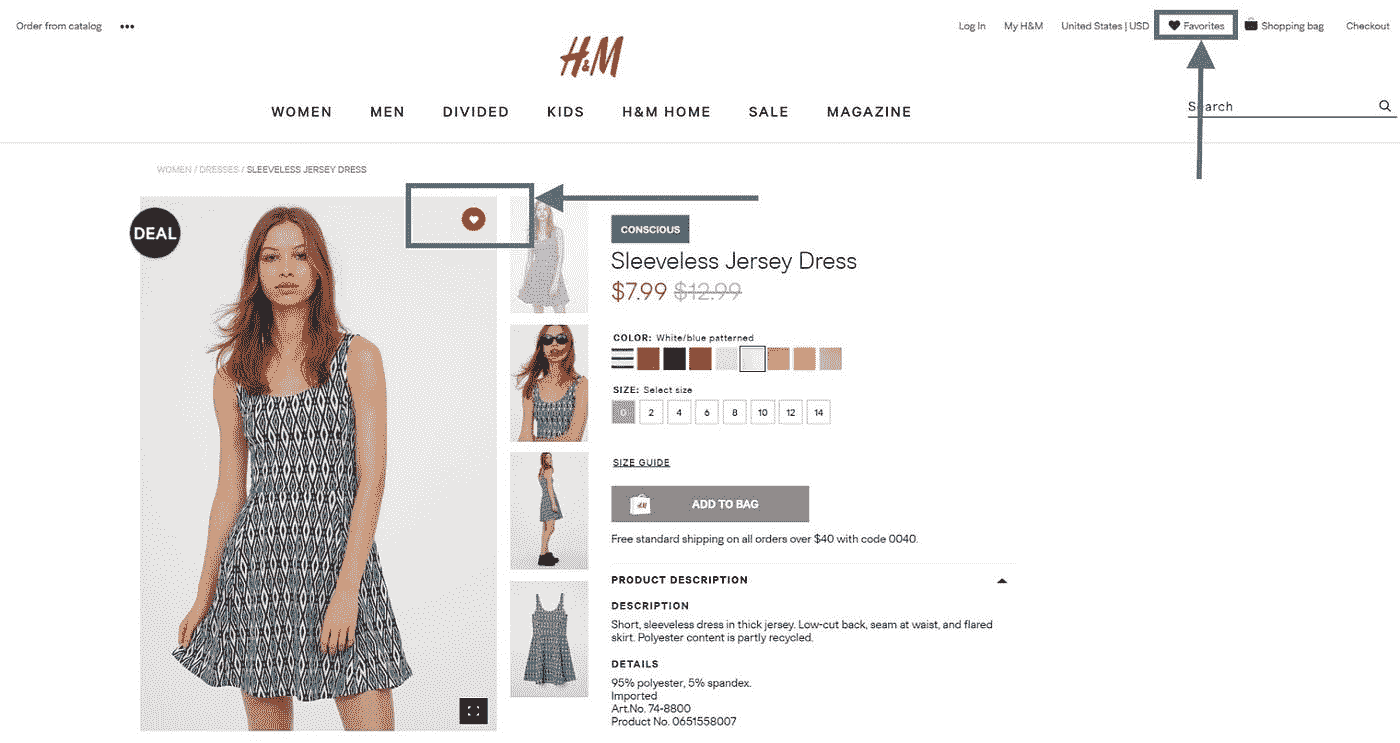 Order from catalog •••
Log In My H&M United States | USD Favorites Shopping bag Checkout
H&M
WOMEN MEN DIVIDED KIDS H&M HOME SALE MAGAZINE
Search
WOMEN / DRESSES / SLEEVELESS JERSEY DRESS
DEAL
CONSCIOUS
Sleeveless Jersey Dress
$7.99 $12.99
COLOR: White/blue patterned
SIZE: Select size
0 2 4 6 8 10 12 14
SIZE GUIDE
H&M ADD TO BAG
Free standard shipping on all orders over $40 with code 0040.
PRODUCT DESCRIPTION
DESCRIPTION
Short, sleeveless dress in thick jersey. Low-cut back, seam at waist, and flared
skirt. Polyester content is partly recycled.
DETAILS
95% polyester, 5% spandex.
Imported
Art.No. 74-8800
Product No. 0651558007